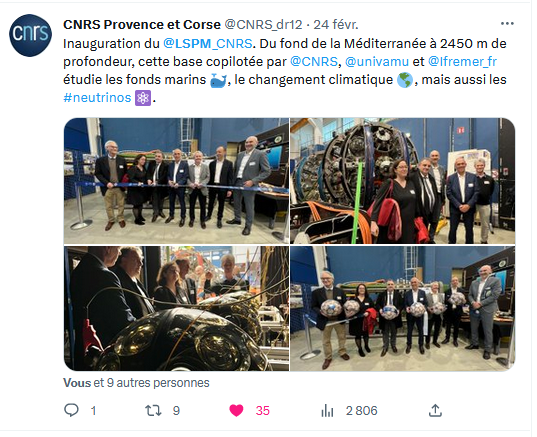 cnrs
CNRS Provence et Corse @CNRS_dr12 · 24 févr.
Inauguration du @LSPM_CNRS. Du fond de la Méditerranée à 2450 m de
profondeur, cette base copilotée par @CNRS, @univamu et @Ifremer_fr
étudie les fonds marins 🐳, le changement climatique 🌎, mais aussi les
#neutrinos ⚛.
Vous et 9 autres personnes
1 9 35 2 806